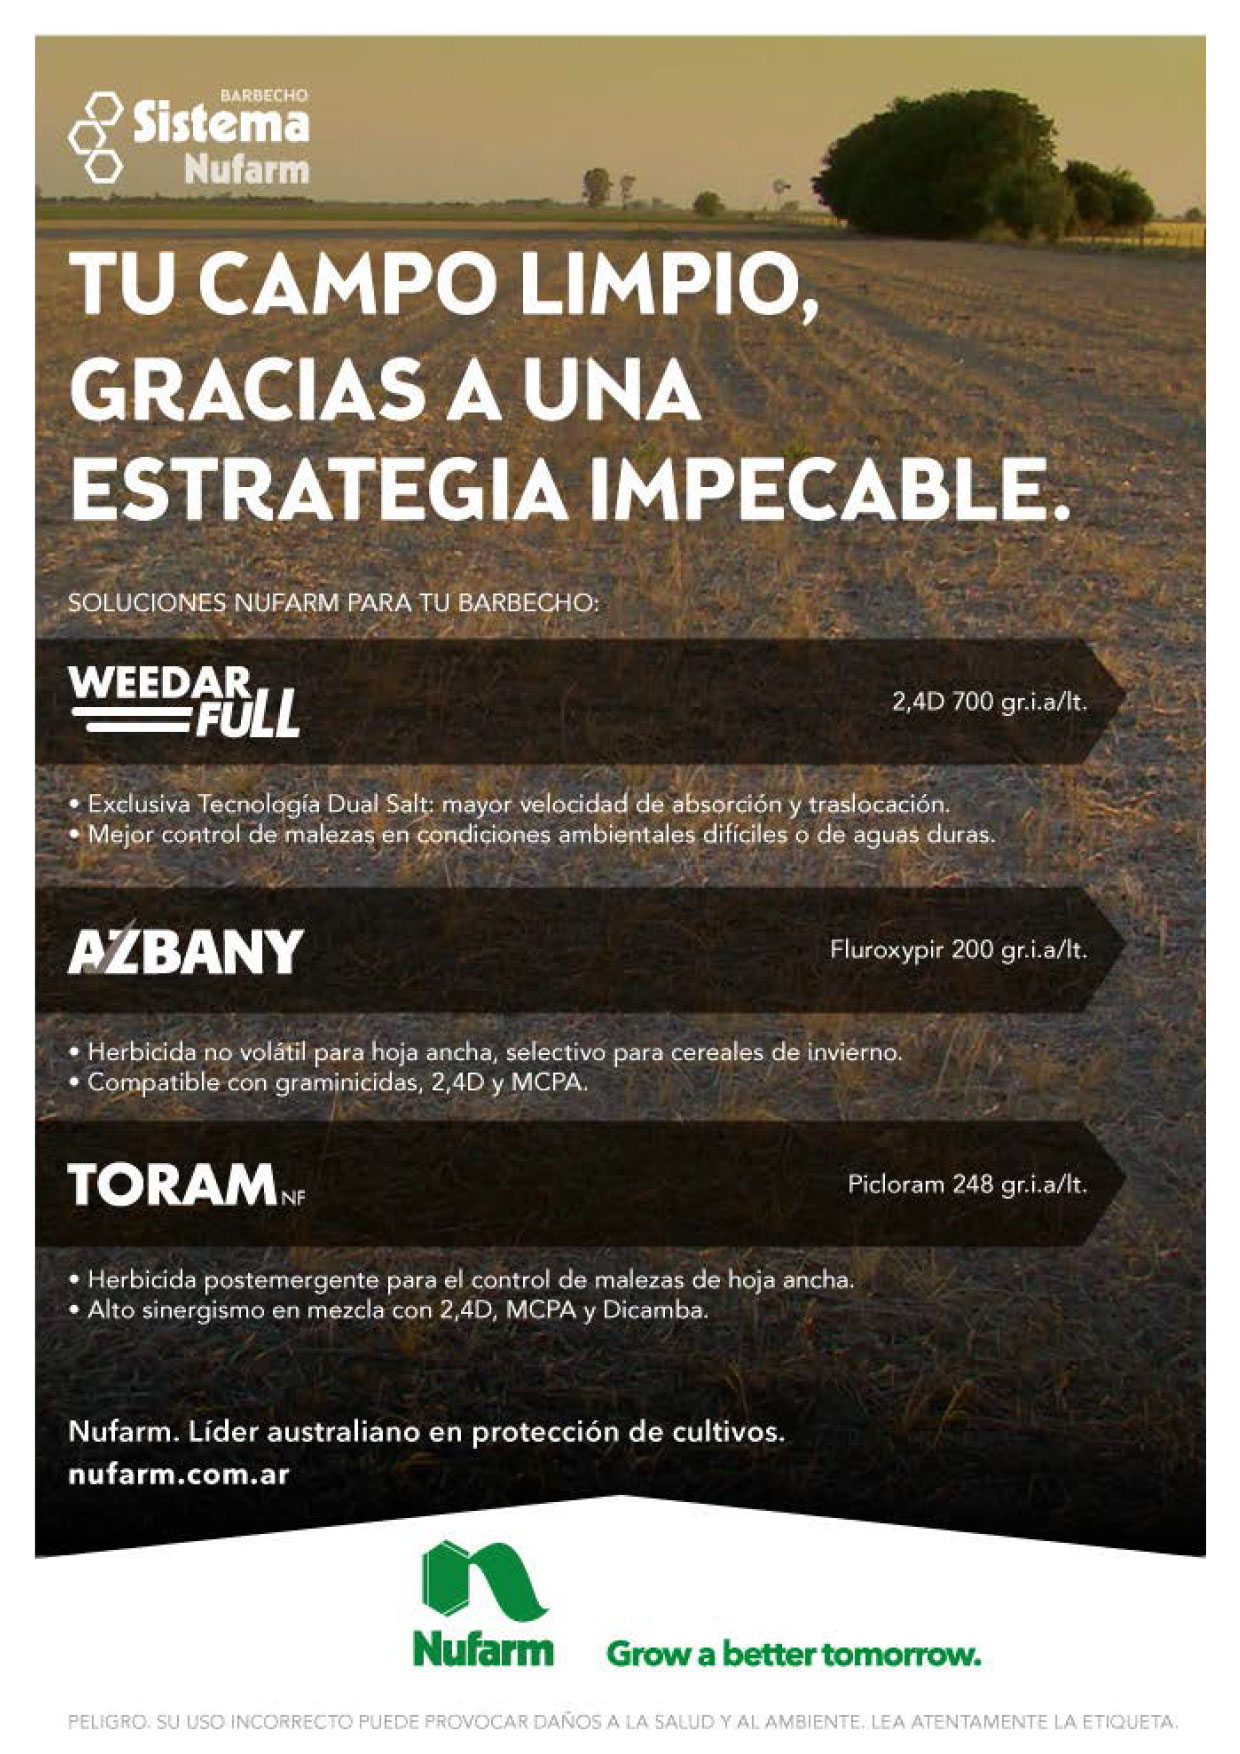 BARBECHO
Sistema
Nufarm
TU CAMPO LIMPIO,
GRACIAS A UNA
ESTRATEGIA IMPECABLE.
SOLUCIONES NUFARM PARA TU BARBECHO:
WEEDAR
FULL
2,4D 700 gr.i.a/lt.
• Exclusiva Tecnología Dual Salt: mayor velocidad de absorción y traslocación.
• Mejor control de malezas en condiciones ambientales difíciles o de aguas duras.
AZBANY
Fluroxypir 200 gr.i.a/lt.
• Herbicida no volátil para hoja ancha, selectivo para cereales de invierno.
• Compatible con graminicidas, 2,4D y MCPA.
TORAM NF
Picloram 248 gr.i.a/lt.
• Herbicida postemergente para el control de malezas de hoja ancha.
• Alto sinergismo en mezcla con 2,4D, MCPA y Dicamba.
Nufarm. Líder australiano en protección de cultivos.
nufarm.com.ar
Nufarm
Grow a better tomorrow.
PELIGRO. SU USO INCORRECTO PUEDE PROVOCAR DAÑOS A LA SALUD Y AL AMBIENTE. LEA ATENTAMENTE LA ETIQUETA.